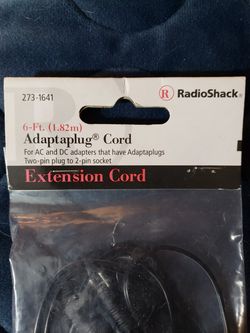 273-1641
RadioShack®
6-Ft. (1.82m)
Adaptaplug® Cord
For AC and DC adapters that have Adaptaplugs
Two-pin plug to 2-pin socket
Extension Cord